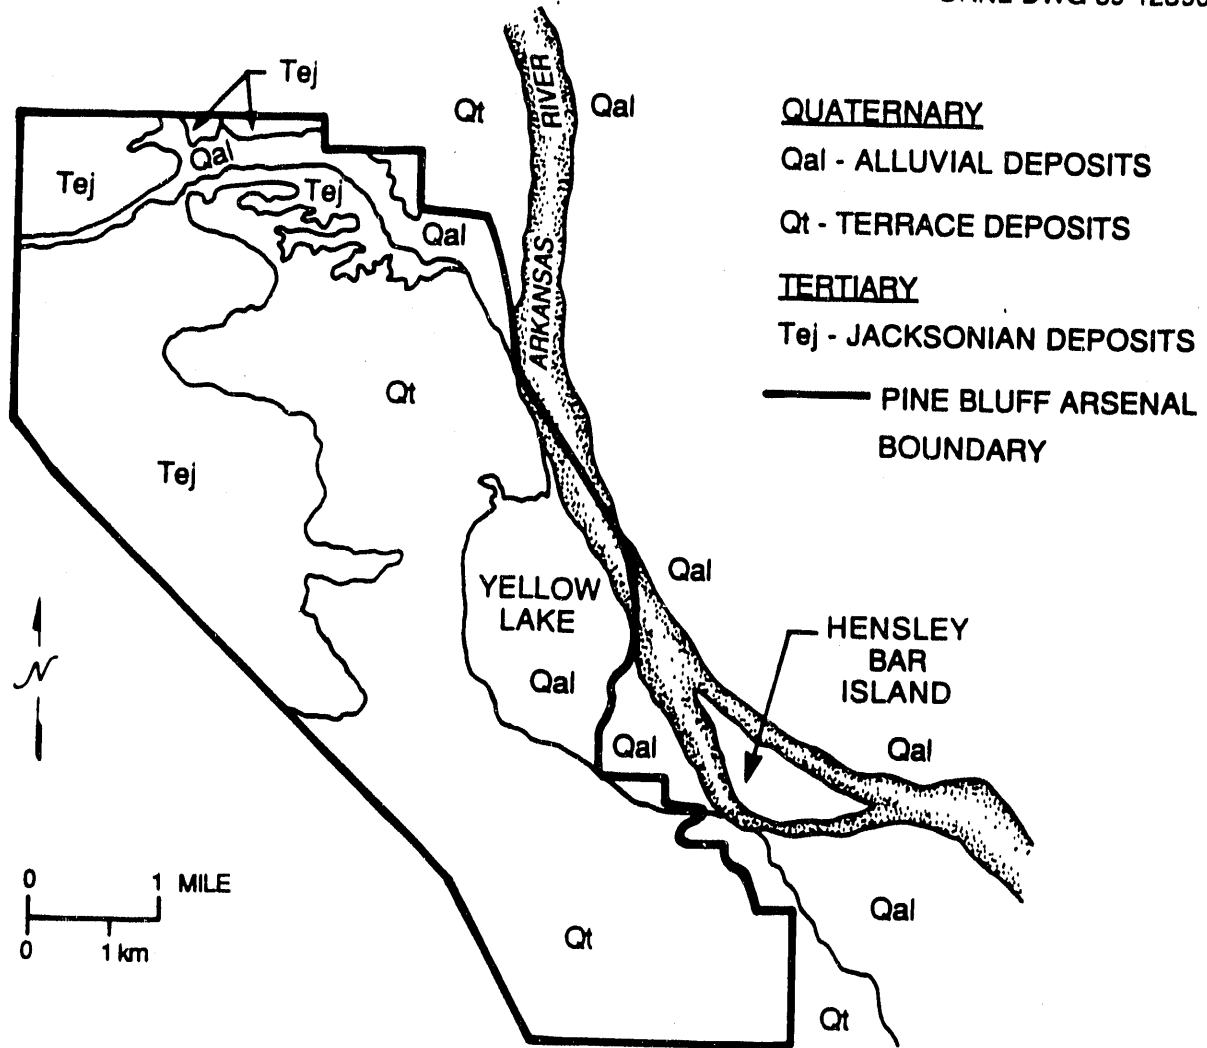 Tej
Qt
Qal
QUATERNARY
Qal - ALLUVIAL DEPOSITS
Qt - TERRACE DEPOSITS
TERTIARY
Tej - JACKSONIAN DEPOSITS
PINE BLUFF ARSENAL
BOUNDARY
ARKANSAS RIVER
Qal
Tej
Tej
Qal
Qt
Tej
YELLOW
LAKE
Qal
Qal
Qal
HENSLEY
BAR
ISLAND
Qal
N
0 1 MILE
0 1 km
Qt
Qal
Qt